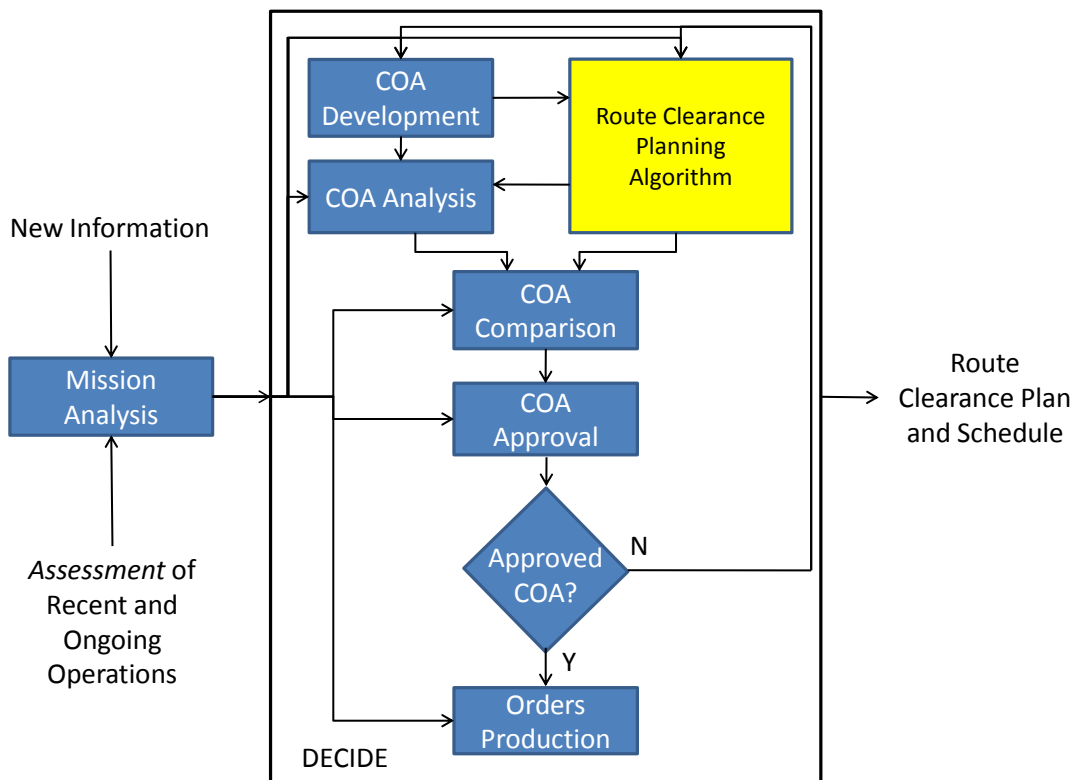 COA
Development
Route Clearance
Planning
Algorithm
COA Analysis
New Information
COA
Comparison
Mission
Analysis
Route
Clearance Plan
and Schedule
COA
Approval
Approved
COA?
N
Assessment of
Recent and
Ongoing
Operations
Y
Orders
Production
DECIDE